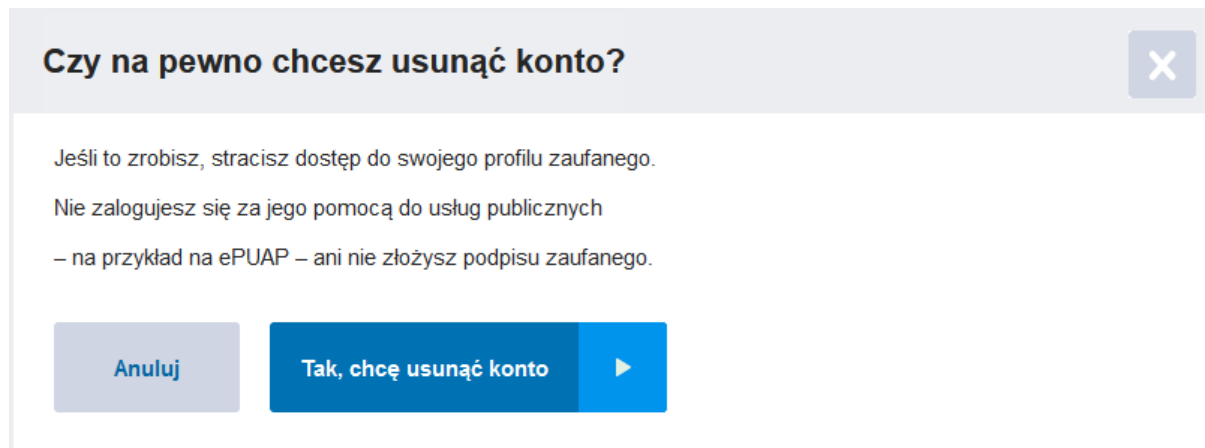 Czy na pewno chcesz usunąć konto?
Jeśli to zrobisz, stracisz dostęp do swojego profilu zaufanego.
Nie zalogujesz się za jego pomocą do usług publicznych
– na przykład na ePUAP – ani nie złożysz podpisu zaufanego.
Anuluj
Tak, chcę usunąć konto